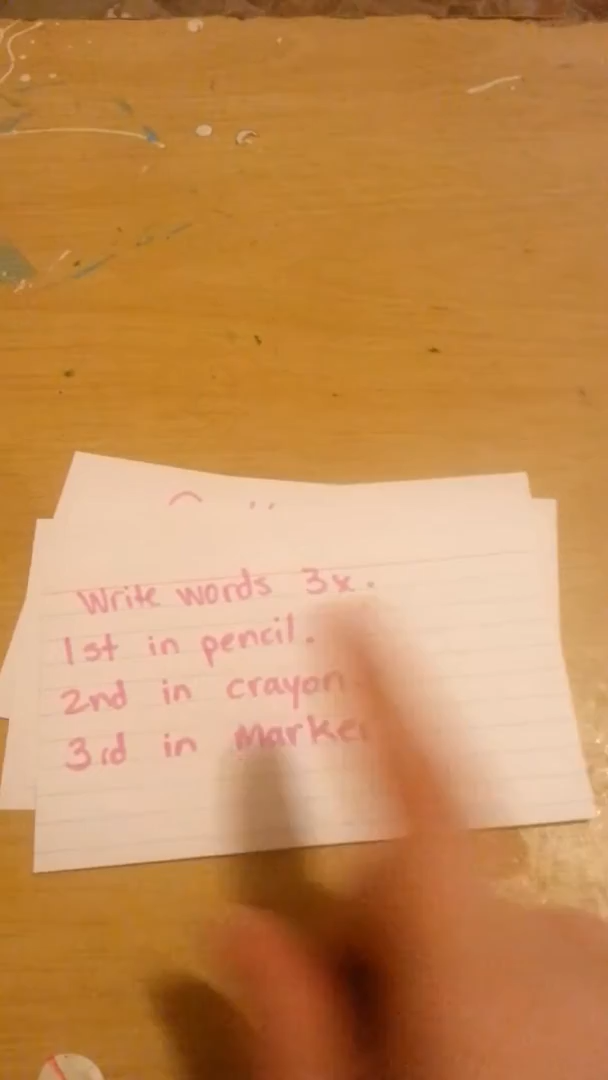 Write words 3x.
1st in pencil.
2nd in crayon.
3rd in Marker